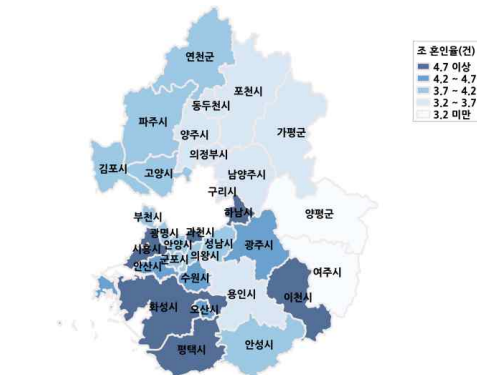 조 혼인율(건)
4.7 이상
4.2 ~ 4.7
3.7 ~ 4.2
3.2 ~ 3.7
3.2 미만
연천군
포천시
동두천시
파주시
양주시
가평군
의정부시
김포시
고양시
남양주시
구리시
하남시
양평군
부천시
광명시
과천시
시흥시
안양시
성남시
광주시
군포시
의왕시
안산시
수원시
여주시
용인시
이천시
화성시
오산시
평택시
안성시